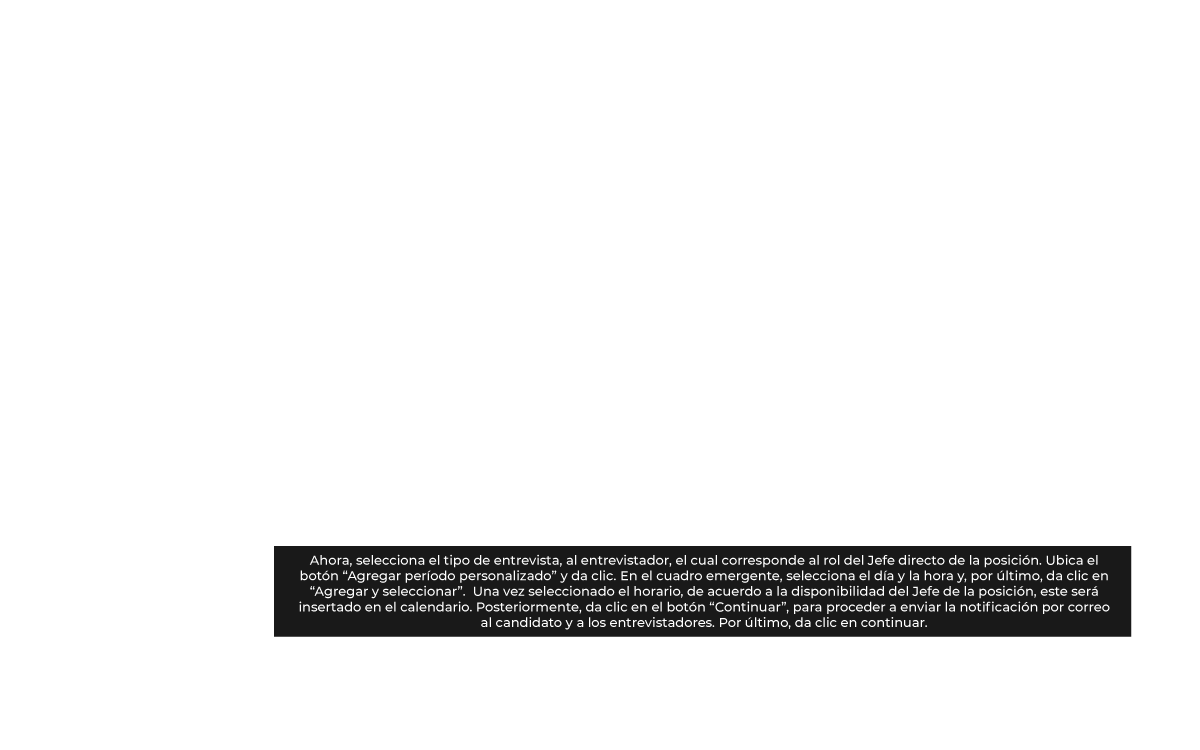 Ahora, selecciona el tipo de entrevista, al entrevistador, el cual corresponde al rol del Jefe directo de la posición. Ubica el
botón “Agregar período personalizado” y da clic. En el cuadro emergente, selecciona el día y la hora y, por último, da clic en
“Agregar y seleccionar”.  Una vez seleccionado el horario, de acuerdo a la disponibilidad del Jefe de la posición, este será
insertado en el calendario. Posteriormente, da clic en el botón “Continuar”, para proceder a enviar la notificación por correo
al candidato y a los entrevistadores. Por último, da clic en continuar.